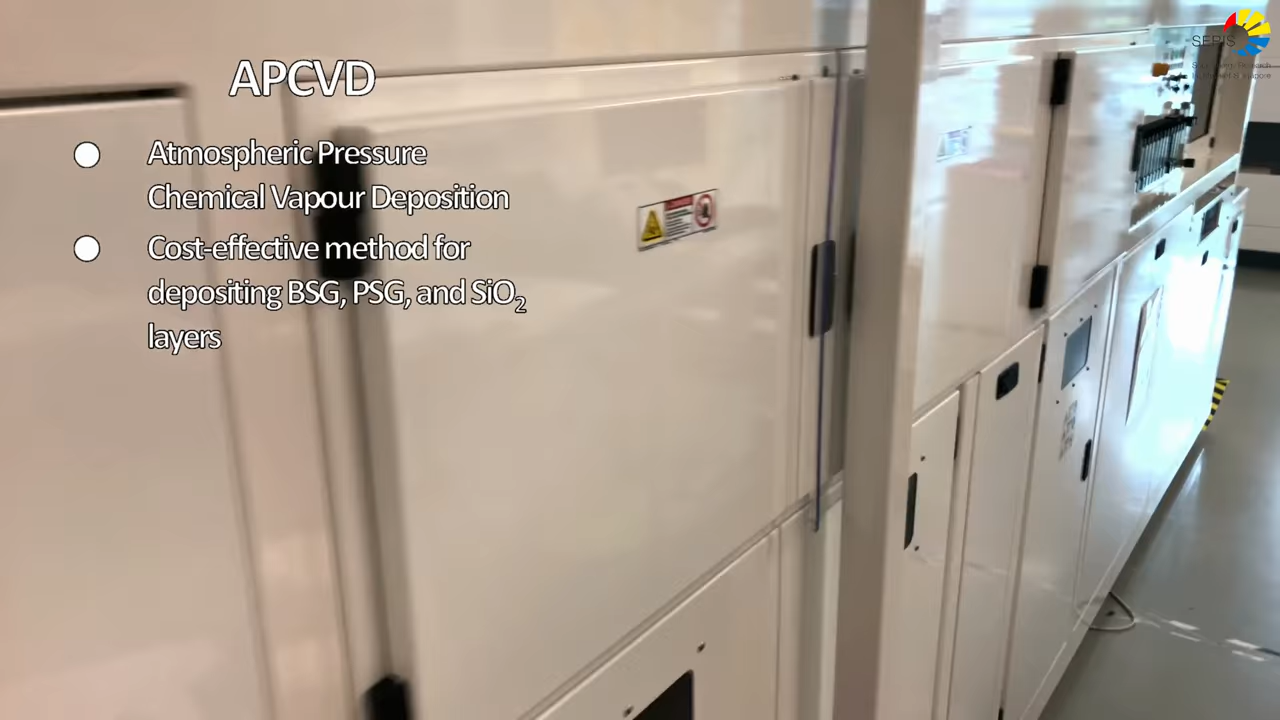 SERIS
APCVD
Atmospheric Pressure
Chemical Vapour Deposition
Cost-effective method for
depositing BSG, PSG, and SiO₂
layers